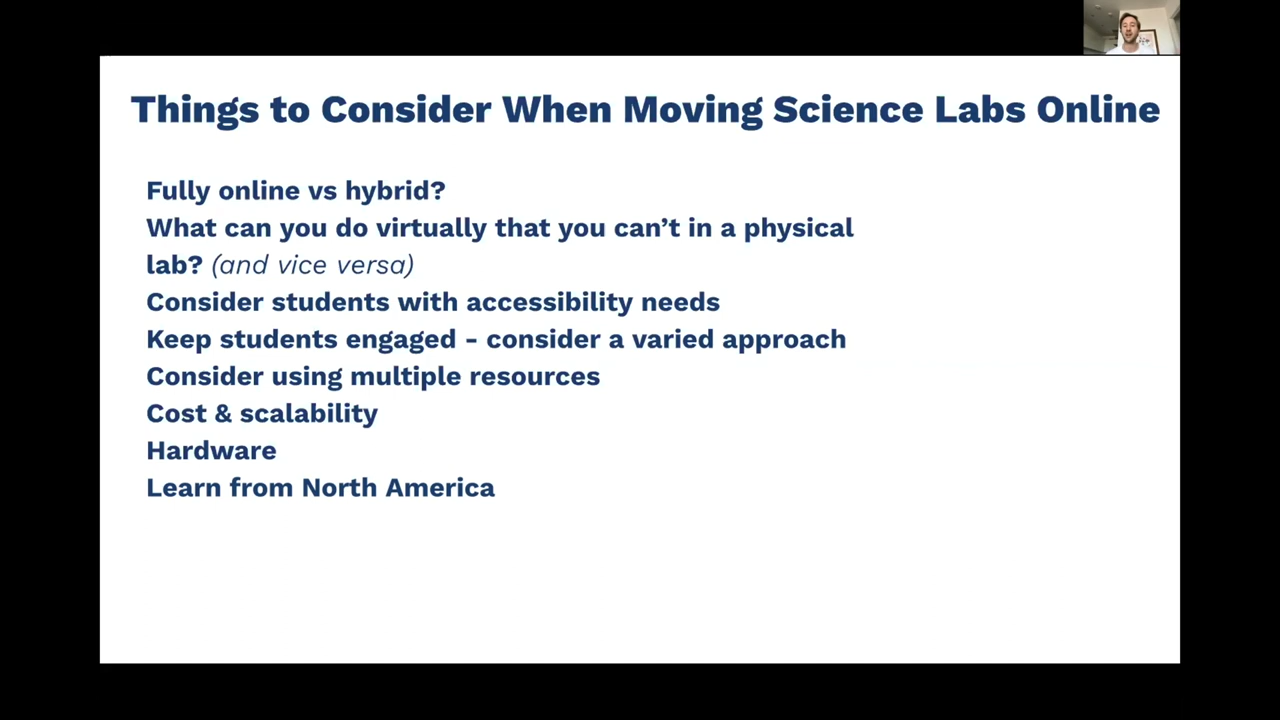 Things to Consider When Moving Science Labs Online
Fully online vs hybrid?
What can you do virtually that you can’t in a physical
lab? (and vice versa)
Consider students with accessibility needs
Keep students engaged - consider a varied approach
Consider using multiple resources
Cost & scalability
Hardware
Learn from North America